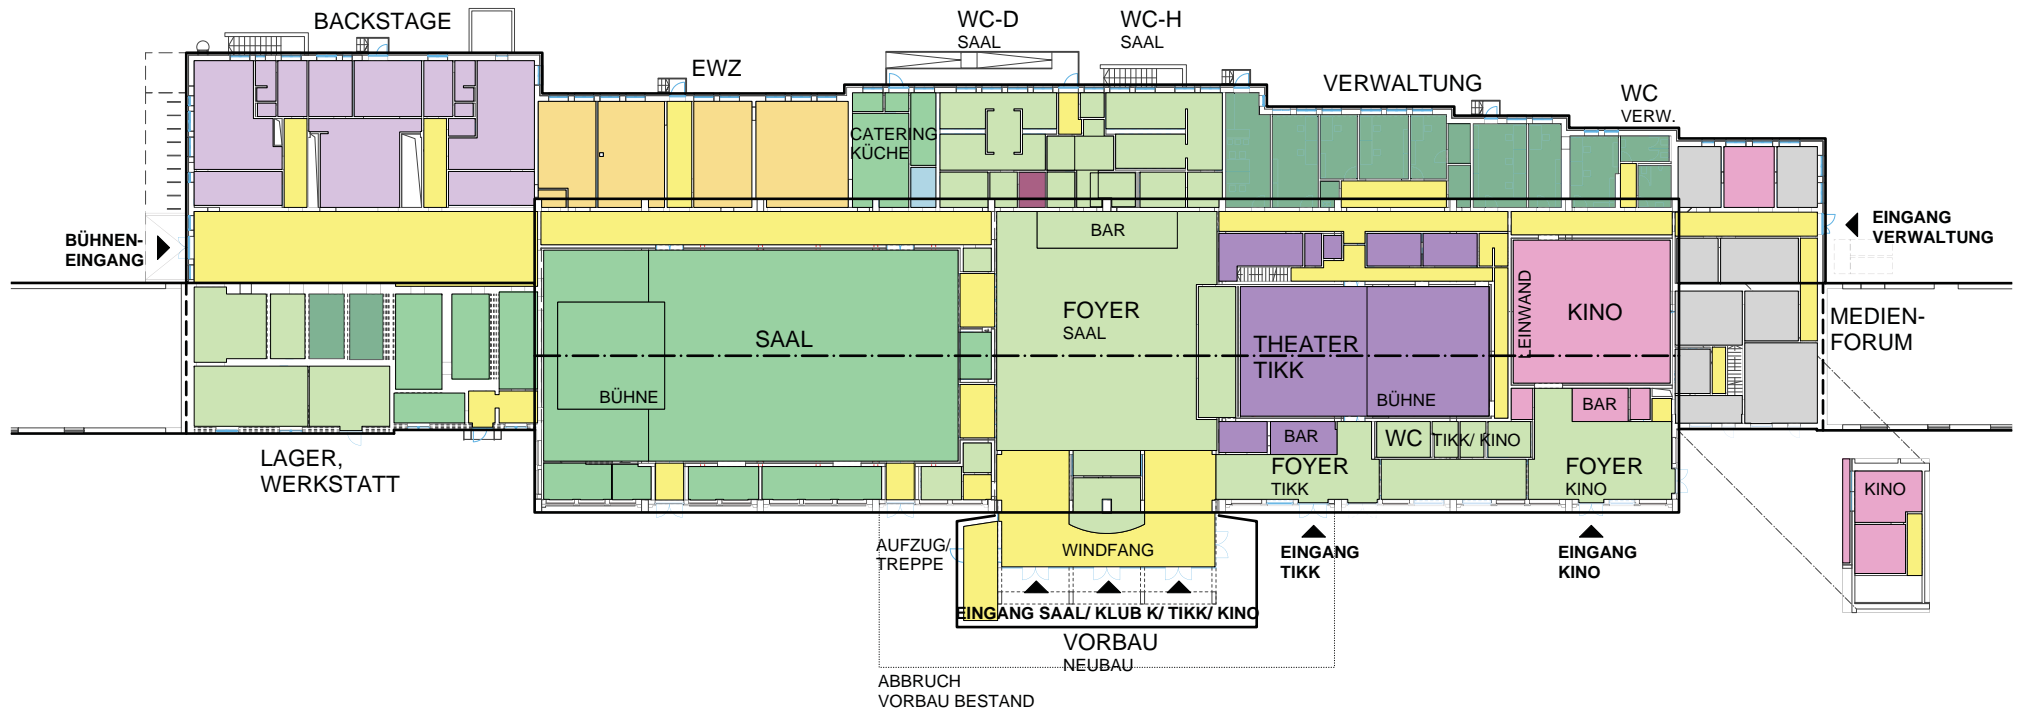 BACKSTAGE
WC-D
SAAL
WC-H
SAAL
EWZ
VERWALTUNG
WC
VERW.
CATERING
KÜCHE
BÜHNEN-
EINGANG
BAR
EINGANG
VERWALTUNG
SAAL
BÜHNE
FOYER
SAAL
THEATER
TIKK
BÜHNE
LEINWAND
KINO
MEDIEN-
FORUM
BAR
BAR
WC
TIKK/ KINO
LAGER,
WERKSTATT
FOYER
TIKK
FOYER
KINO
KINO
AUFZUG/
TREPPE
WINDFANG
EINGANG
TIKK
EINGANG
KINO
EINGANG SAAL/ KLUB K/ TIKK/ KINO
VORBAU
NEUBAU
ABBRUCH
VORBAU BESTAND